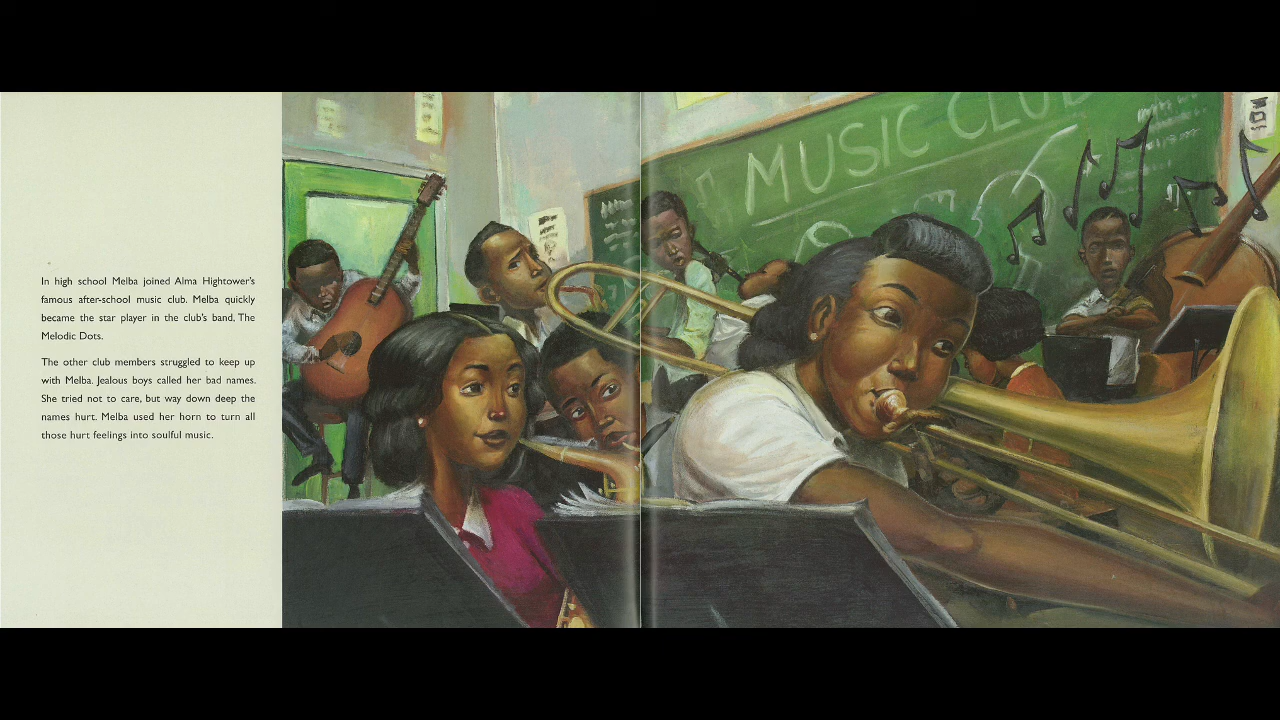 In high school Melba joined Alma Hightower's
famous after-school music club. Melba quickly
became the star player in the club's band, The
Melodic Dots.
The other club members struggled to keep up
with Melba. Jealous boys called her bad names.
She tried not to care, but way down deep the
names hurt. Melba used her horn to turn all
those hurt feelings into soulful music.
MUSIC CLUB